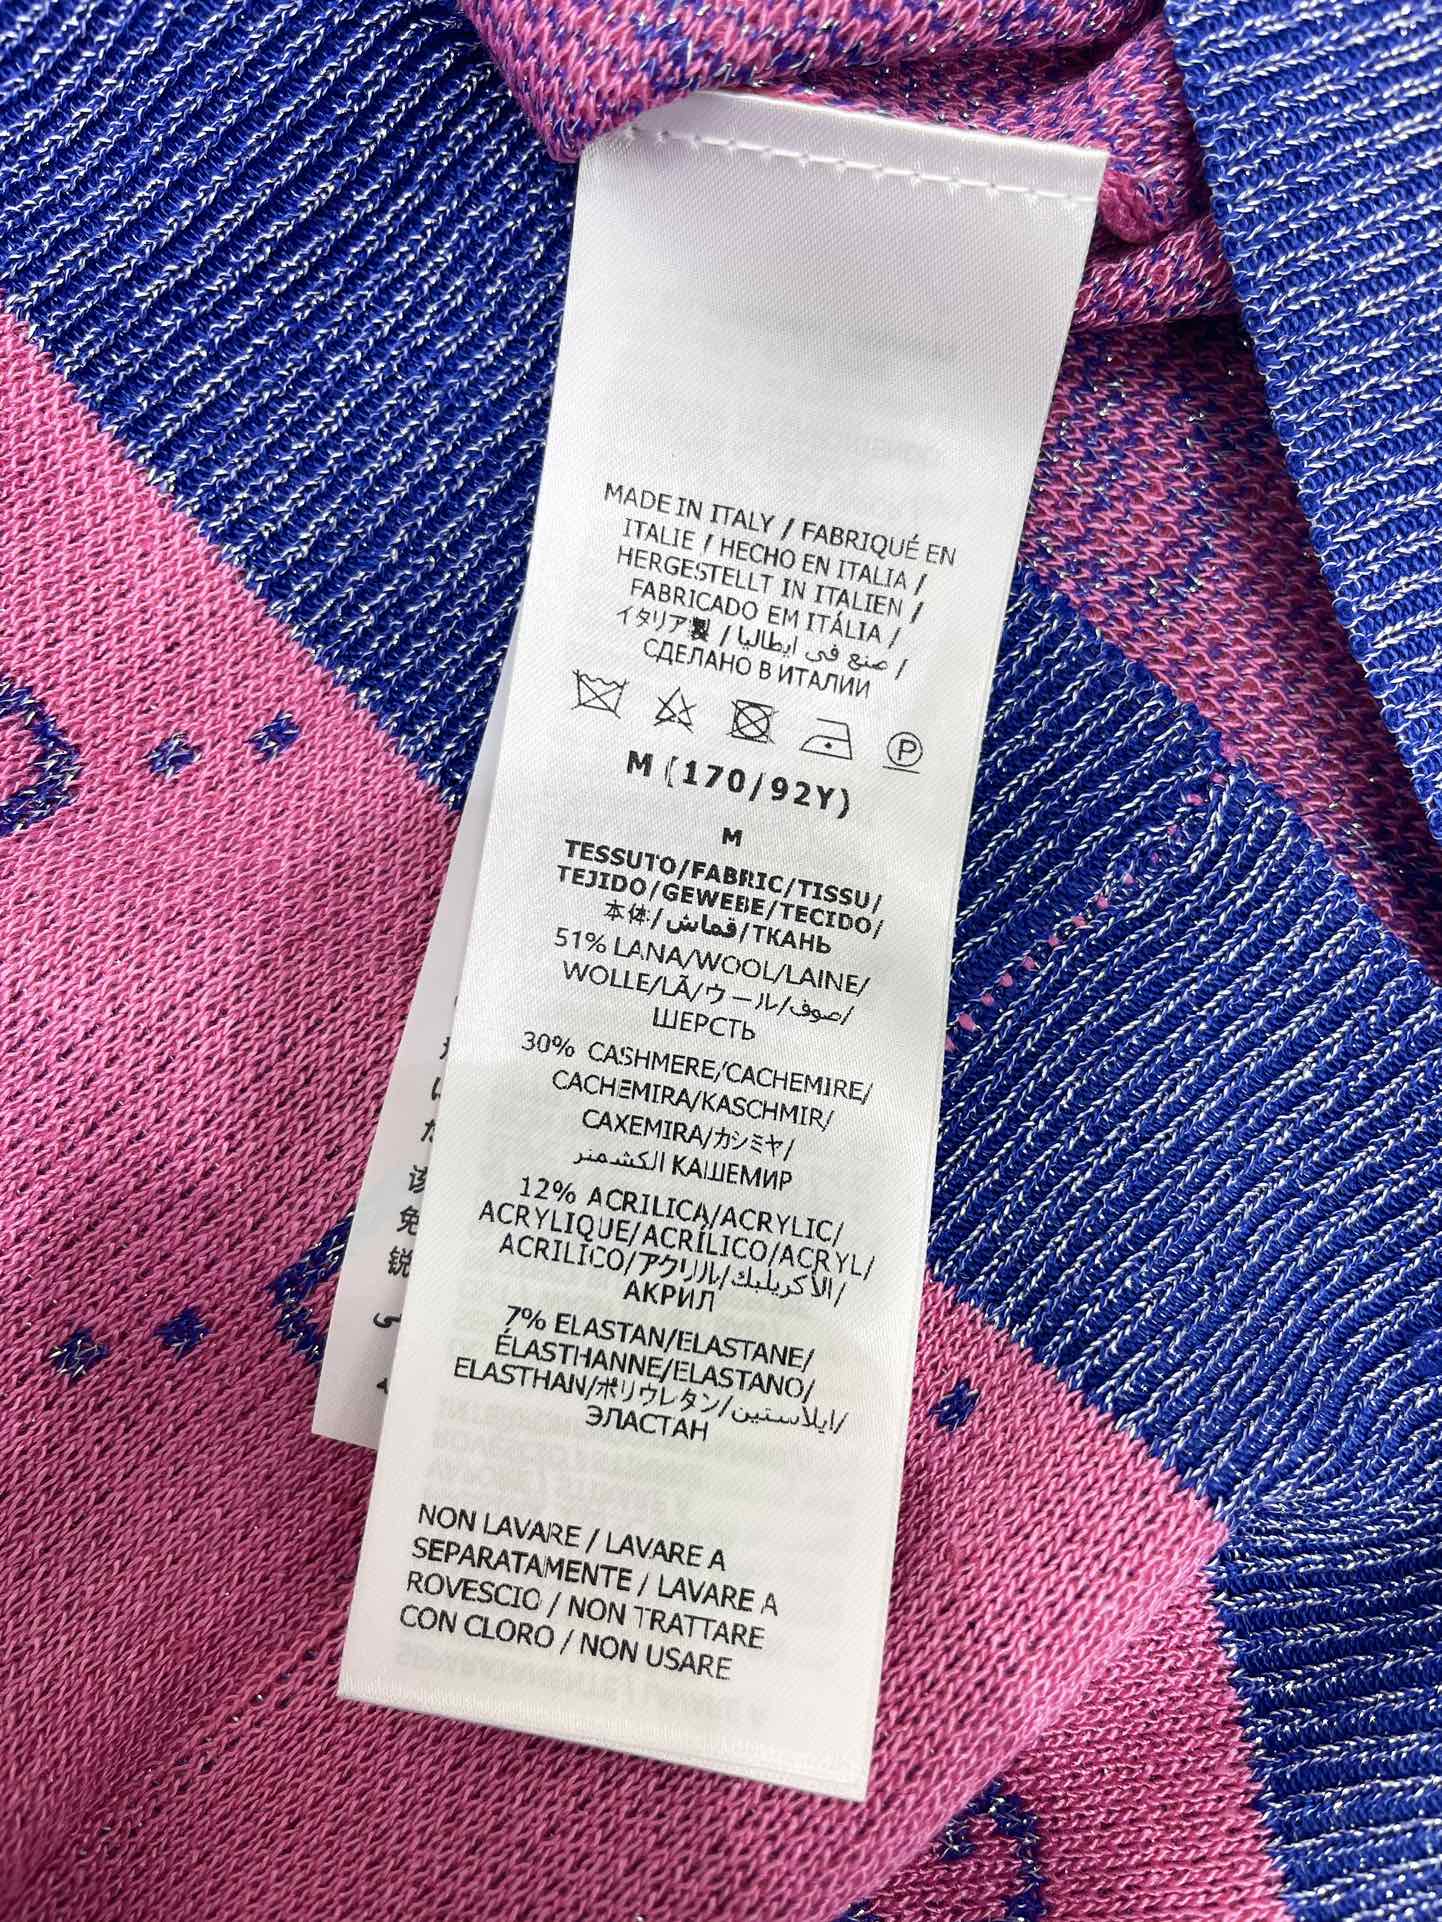 MADE IN ITALY / FABRIQUÉ EN
ITALIE / HECHO EN ITALIA /
HERGESTELLT IN ITALIEN /
FABRICADO EM ITÁLIA /
イタリア製 / صنع في ايطاليا /
СДЕЛАНО В ИТАЛИИ
P
M (170/92Y)
M
TESSUTO/FABRIC/TISSU/
TEJIDO/GEWEBE/TECIDO/
本体/قماش/ТКАНЬ
51% LANA/WOOL/LAINE/
WOLLE/LÃ/ウール/صوف/
ШЕРСТЬ
30% CASHMERE/CACHEMIRE/
CACHEMIRA/KASCHMIR/
CAXEMIRA/カシミヤ/
الكشمنر КАШЕМИР
12% ACRILICA/ACRYLIC/
ACRYLIQUE/ACRÍLICO/ACRYL/
ACRILICO/アクリル/الأكريليك/
АКРИЛ
7% ELASTAN/ELASTANE/
ÉLASTHANNE/ELASTANO/
ELASTHAN/ポリウレタン/ايلاستين/
ЭЛАСТАН
NON LAVARE / LAVARE A
SEPARATAMENTE / LAVARE A
ROVESCIO / NON TRATTARE
CON CLORO / NON USARE
该
免
锐